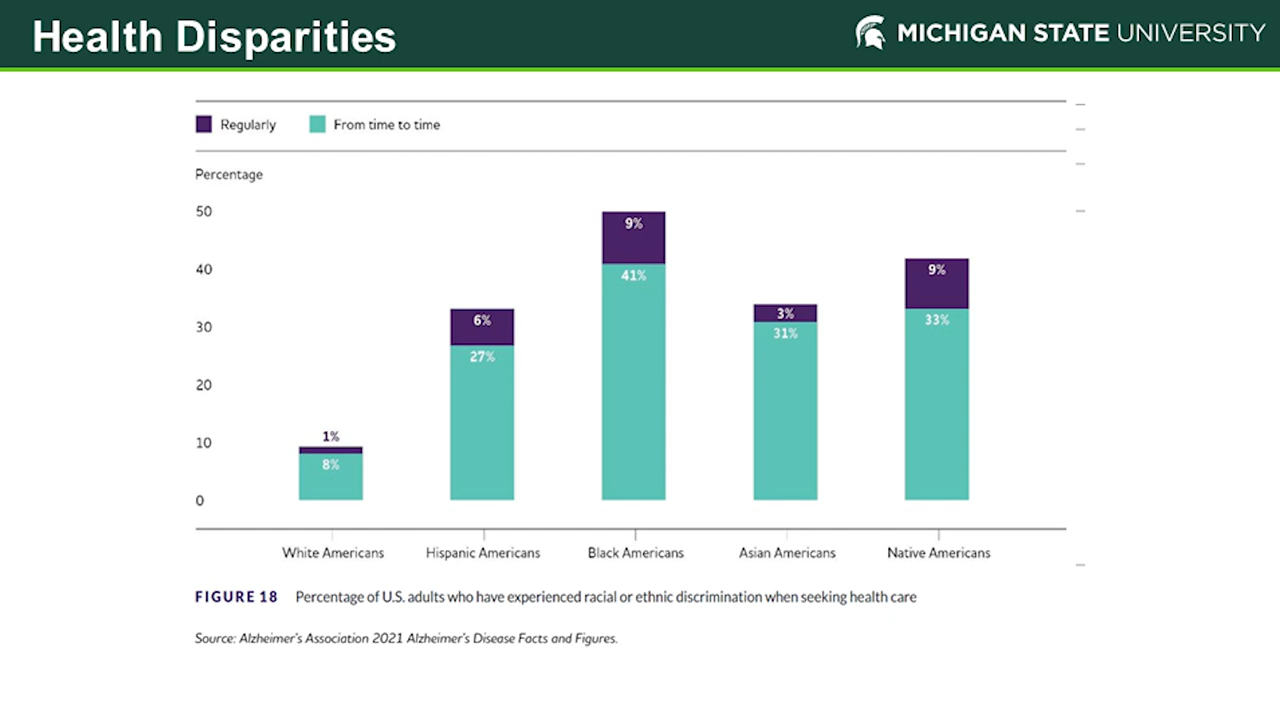 Health Disparities
MICHIGAN STATE UNIVERSITY
Regularly From time to time
Percentage
50
40
30
20
10
0
1%
8%
6%
27%
9%
41%
3%
31%
9%
33%
White Americans Hispanic Americans Black Americans Asian Americans Native Americans
FIGURE 18 Percentage of U.S. adults who have experienced racial or ethnic discrimination when seeking health care
Source: Alzheimer's Association 2021 Alzheimer's Disease Facts and Figures.